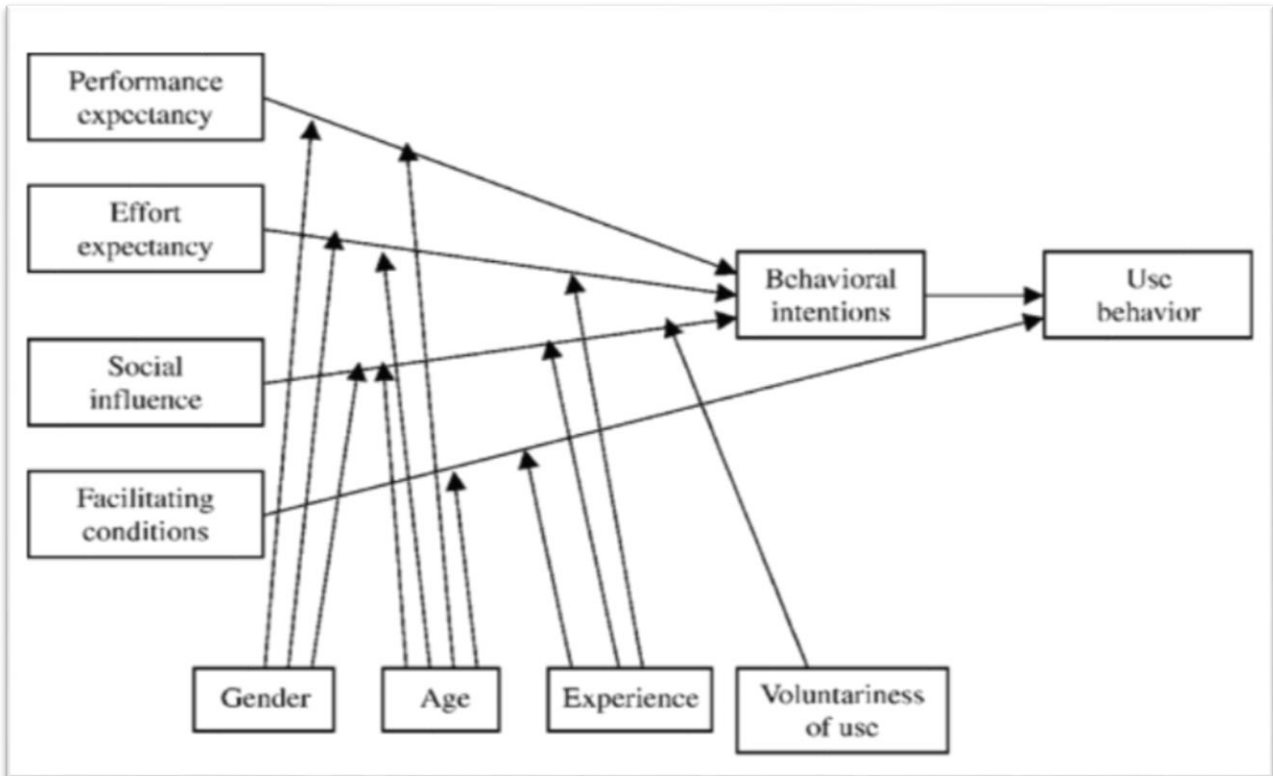 Performance
expectancy
Effort
expectancy
Social
influence
Facilitating
conditions
Behavioral
intentions
Use
behavior
Gender
Age
Experience
Voluntariness
of use